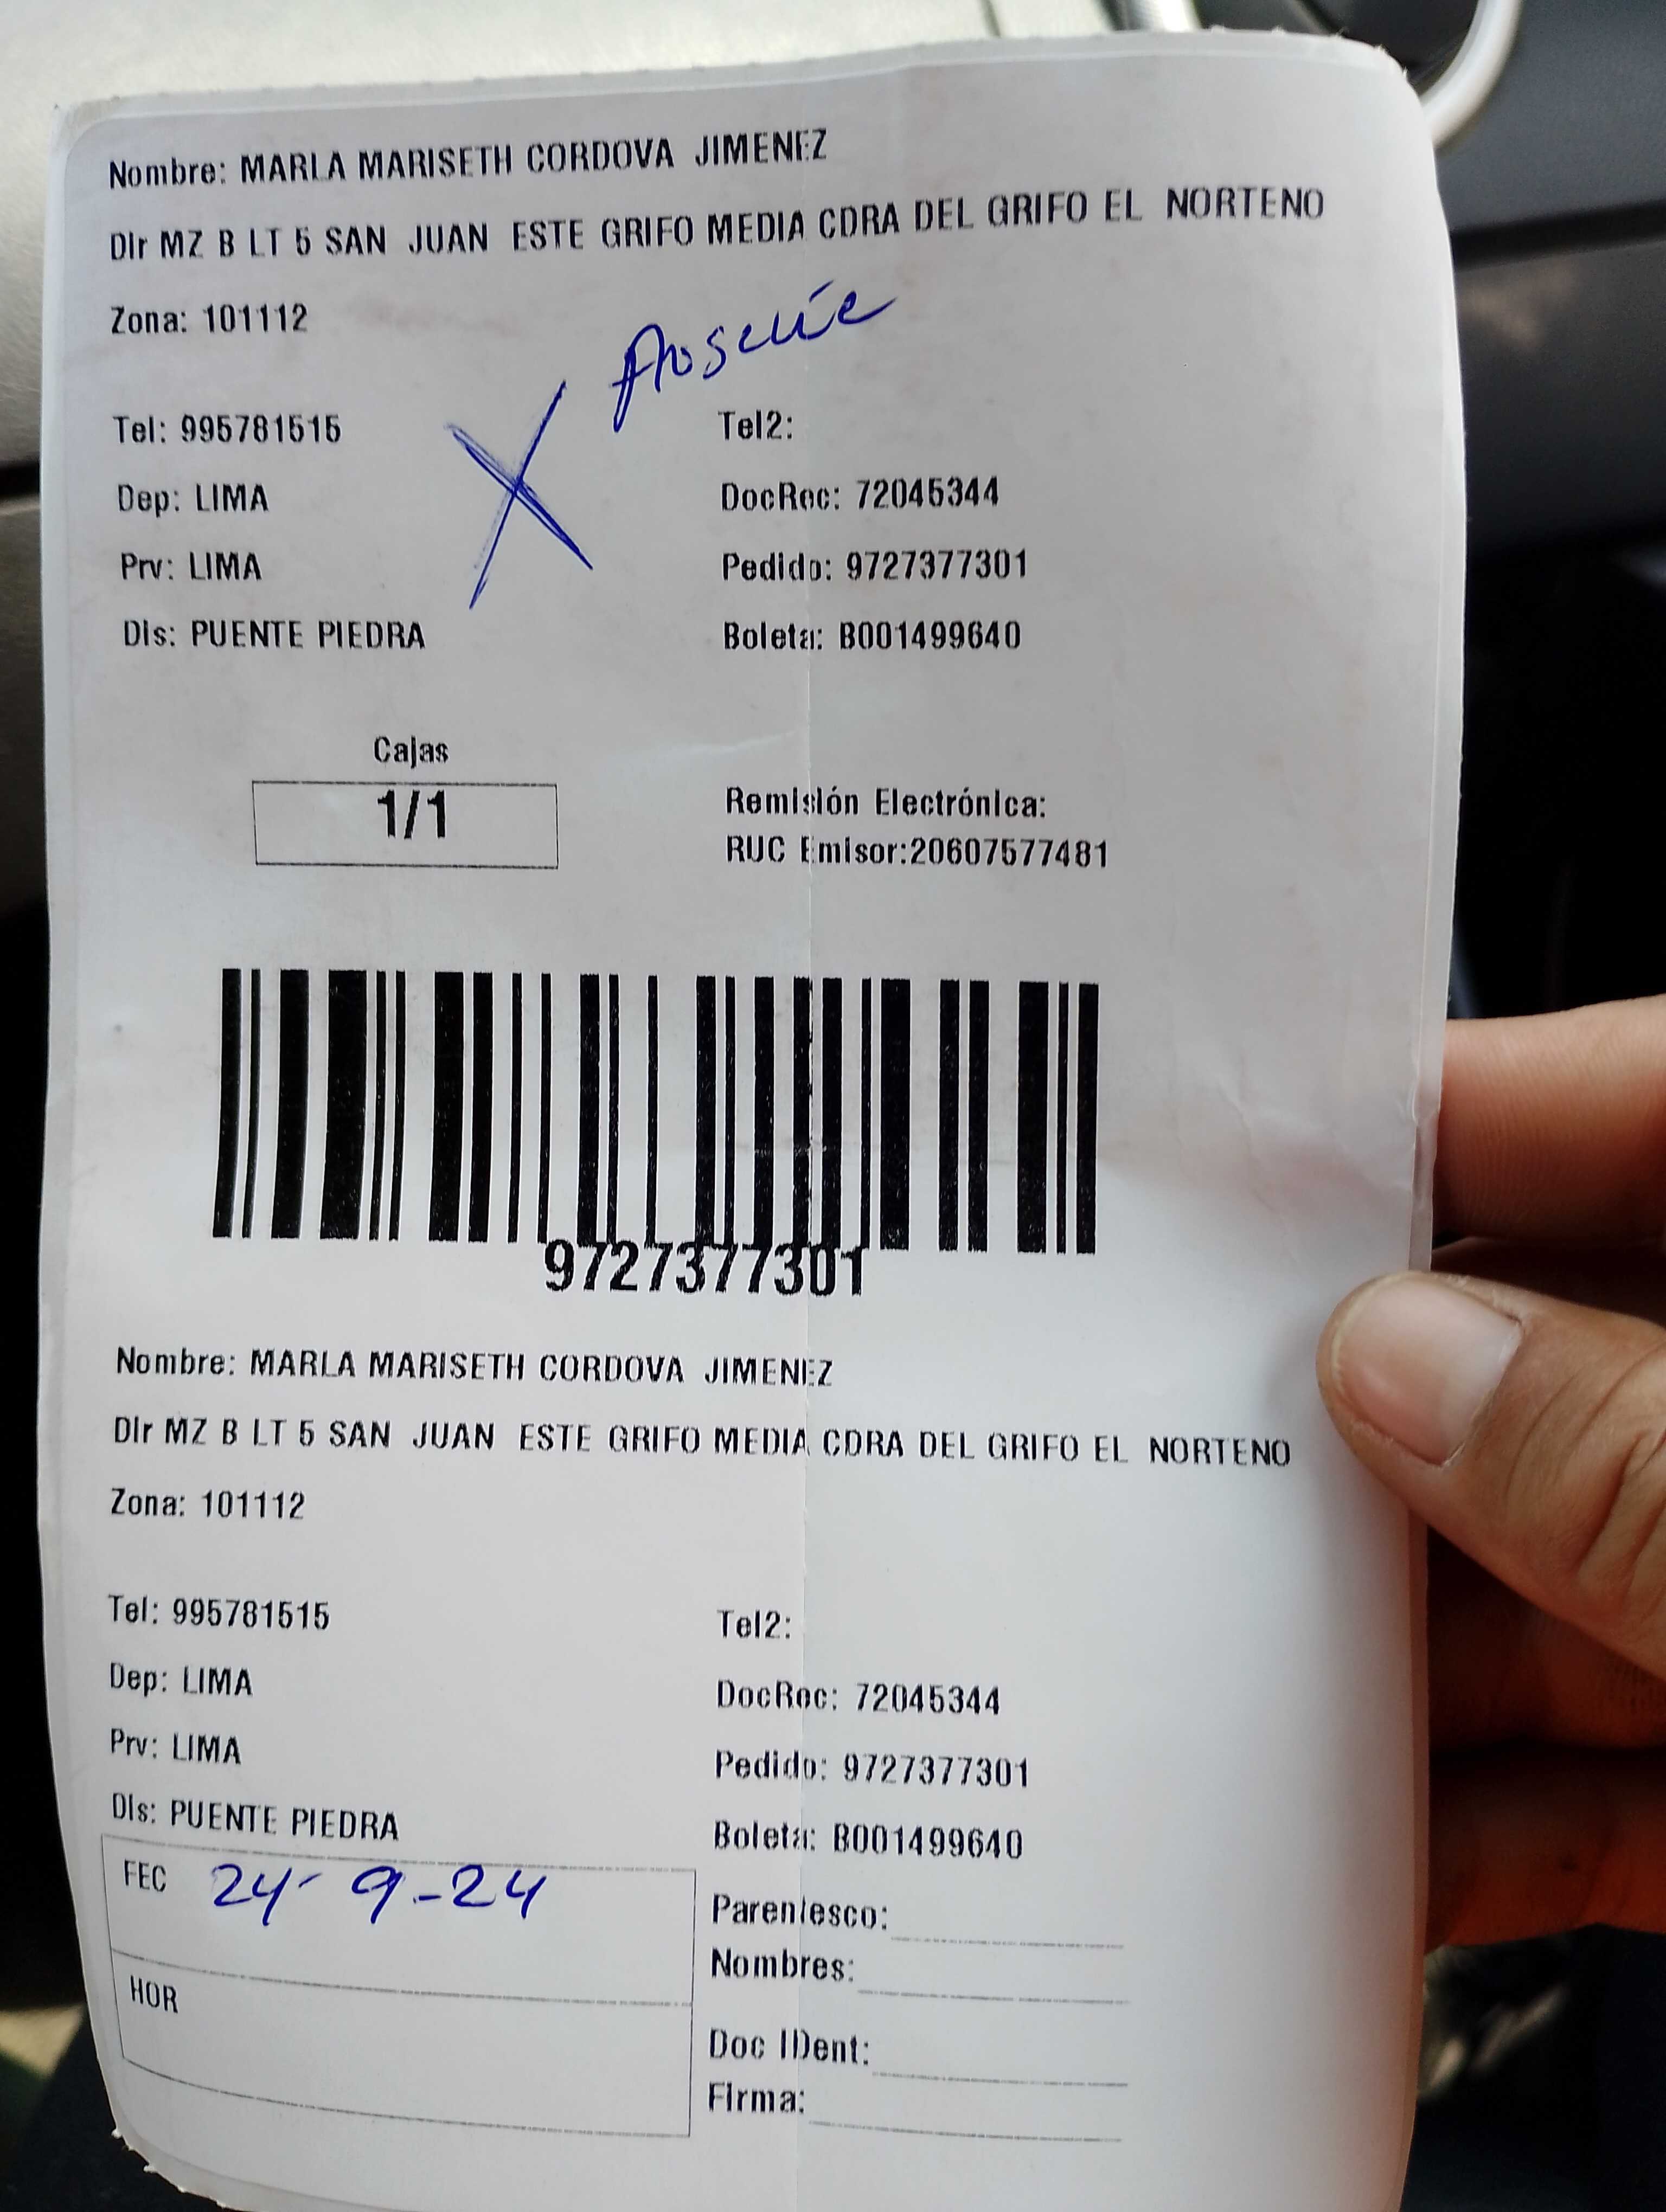 Nombre: MARLA MARISETH CORDOVA JIMENEZ
DIr MZ B LT 5 SAN JUAN ESTE GRIFO MEDIA CDRA DEL GRIFO EL NORTENO
Zona: 101112
Tel: 995781515
Tel2:
Dep: LIMA
DocRec: 72045344
Prv: LIMA
Pedido: 9727377301
DIs: PUENTE PIEDRA
Boleta: B001499640
Cajas
1/1
Remisión Electrónica:
RUC Emisor:20607577481
9727377301
Nombre: MARLA MARISETH CORDOVA JIMENEZ
DIr MZ B LT 5 SAN JUAN ESTE GRIFO MEDIA CDRA DEL GRIFO EL NORTENO
Zona: 101112
Tel: 995781515
Tel2:
Dep: LIMA
DocRec: 72045344
Prv: LIMA
Pedido: 9727377301
DIs: PUENTE PIEDRA
Boleta: B001499640
FEC 24-9-24
Parentesco:
Nombres:
HOR
Doc IDent:
Firma: